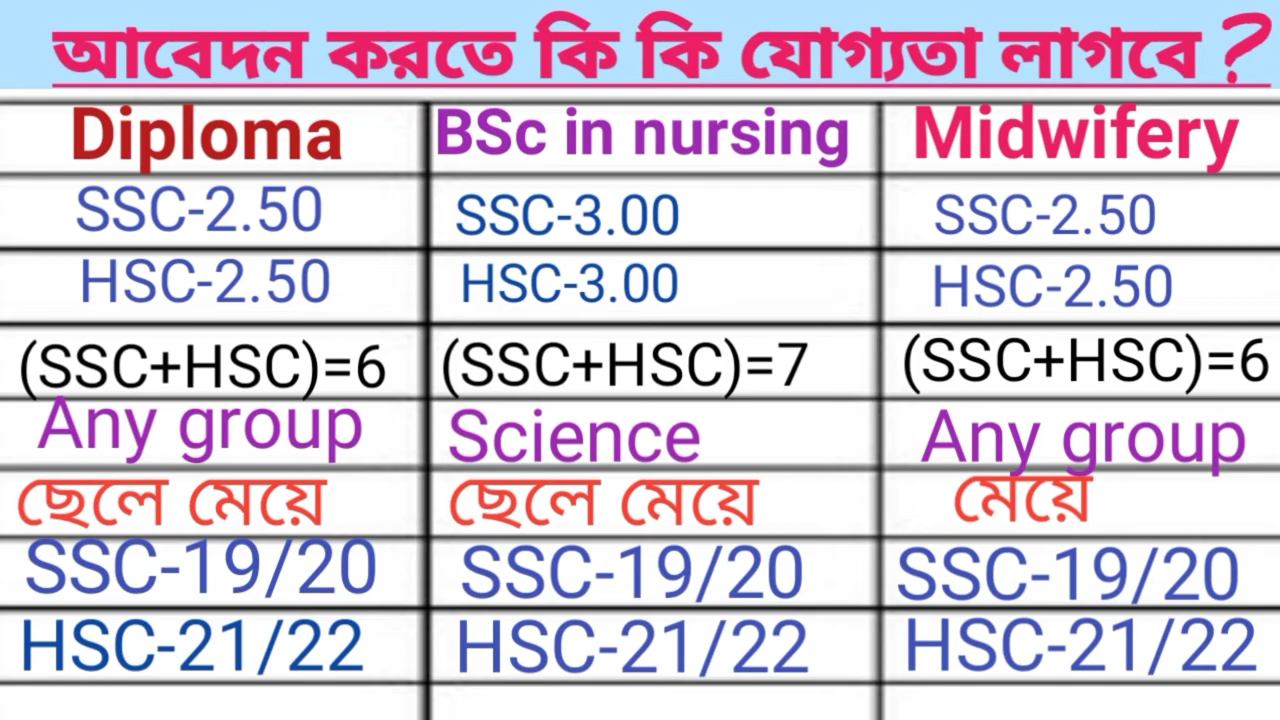 আবেদন করতে কি কি যোগ্যতা লাগবে ?
Diploma BSc in nursing Midwifery
SSC-2.50 SSC-3.00 SSC-2.50
HSC-2.50 HSC-3.00 HSC-2.50
(SSC+HSC)=6 (SSC+HSC)=7 (SSC+HSC)=6
Any group Science Any group
ছেলে মেয়ে ছেলে মেয়ে মেয়ে
SSC-19/20 SSC-19/20 SSC-19/20
HSC-21/22 HSC-21/22 HSC-21/22